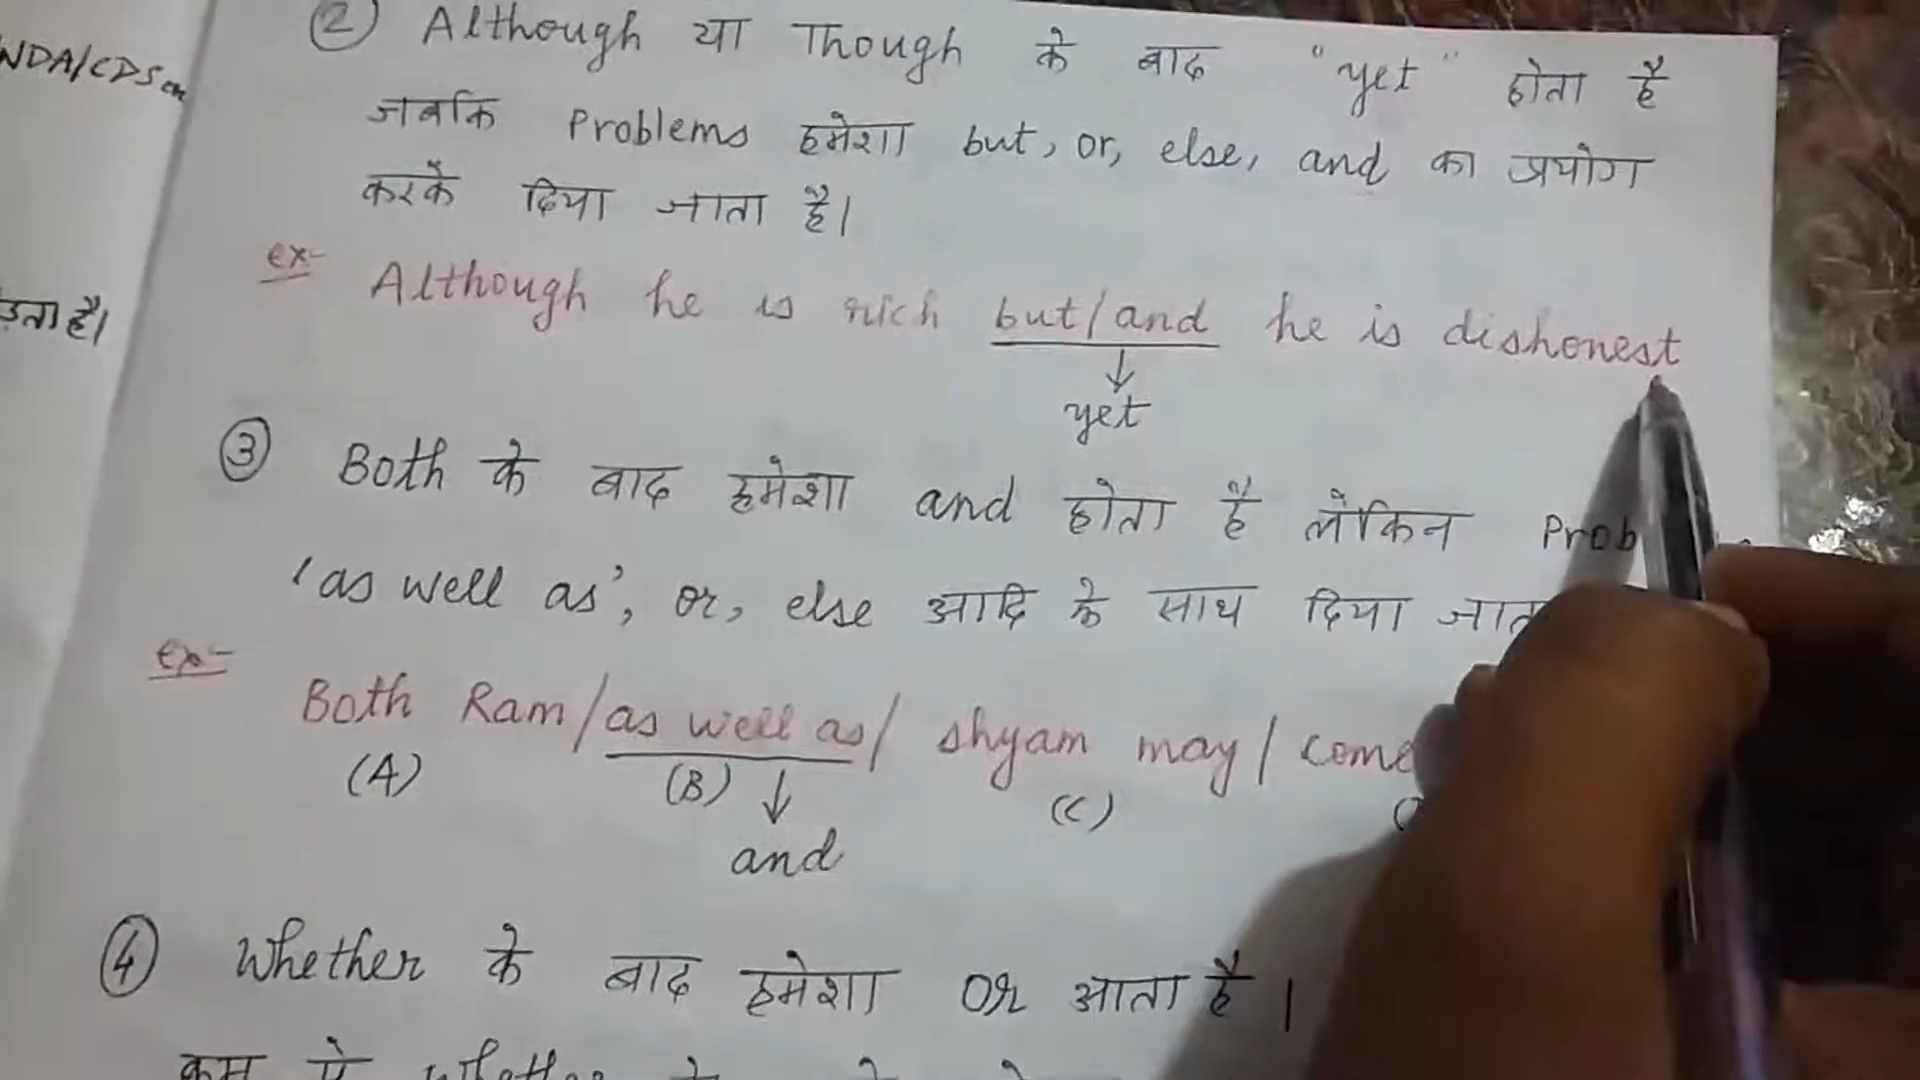 NDA/CDS
② Although या Though के बाद "yet" होता है
जबकि Problems हमेशा but, or, else, and का प्रयोग
करके दिया जाता है।
ex- Although he is rich but/and he is dishonest
↓
yet
③ Both के बाद हमेशा and होता है लेकिन Prob
'as well as', or, else आदि के साथ दिया जात
ex- Both Ram/as well as/ shyam may/ come
(A) (B) ↓ (C)
and
④ Whether के बाद हमेशा or आता है।